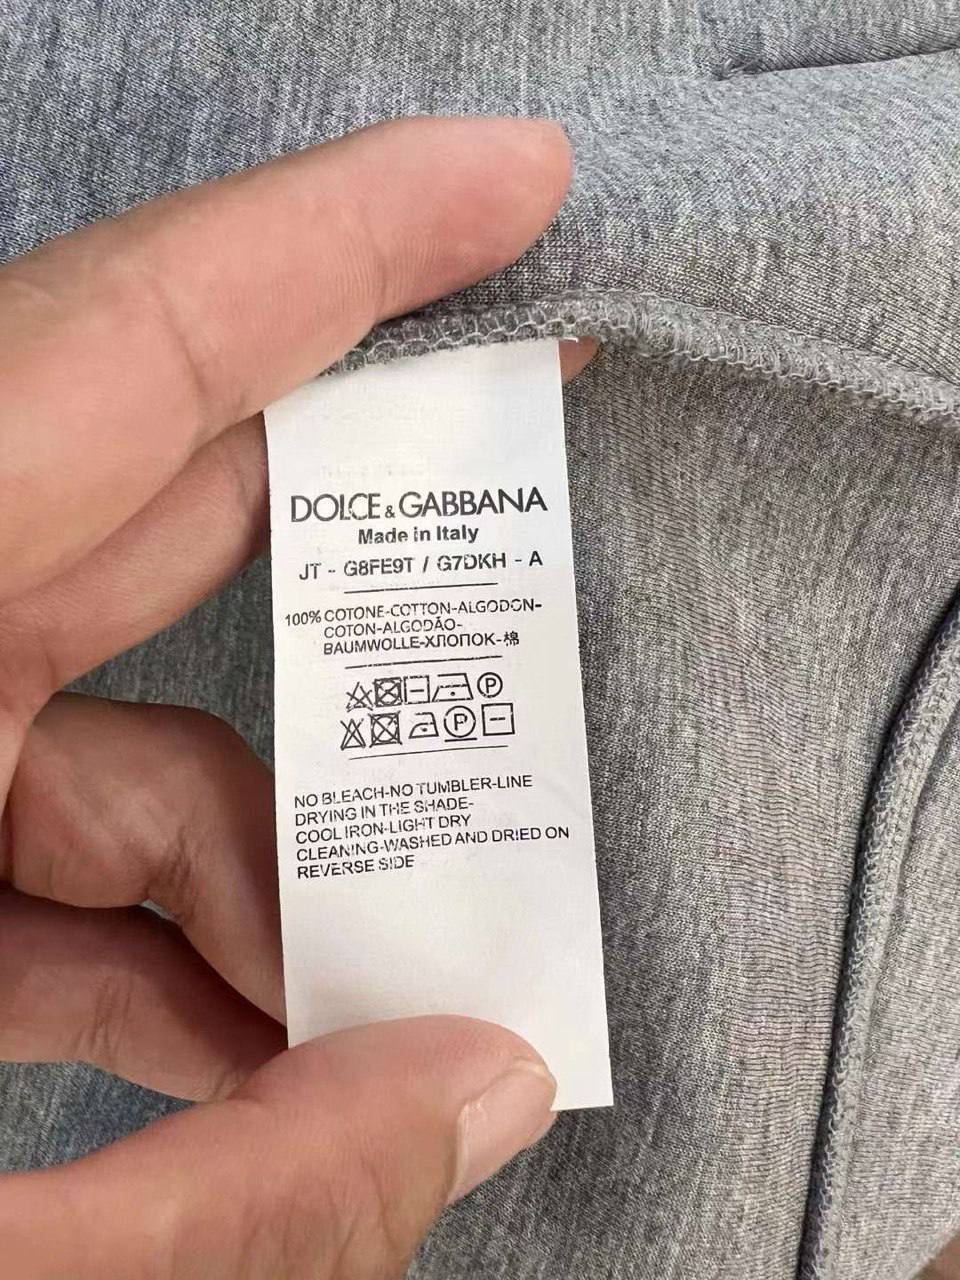 DOLCE & GABBANA
Made in Italy
JT - G8FE9T / G7DKH - A
100% COTONE-COTTON-ALGODON-
COTON-ALGODÃO-
BAUMWOLLE-ХЛОПОК-棉
P
P
NO BLEACH-NO TUMBLER-LINE
DRYING IN THE SHADE-
COOL IRON-LIGHT DRY
CLEANING-WASHED AND DRIED ON
REVERSE SIDE